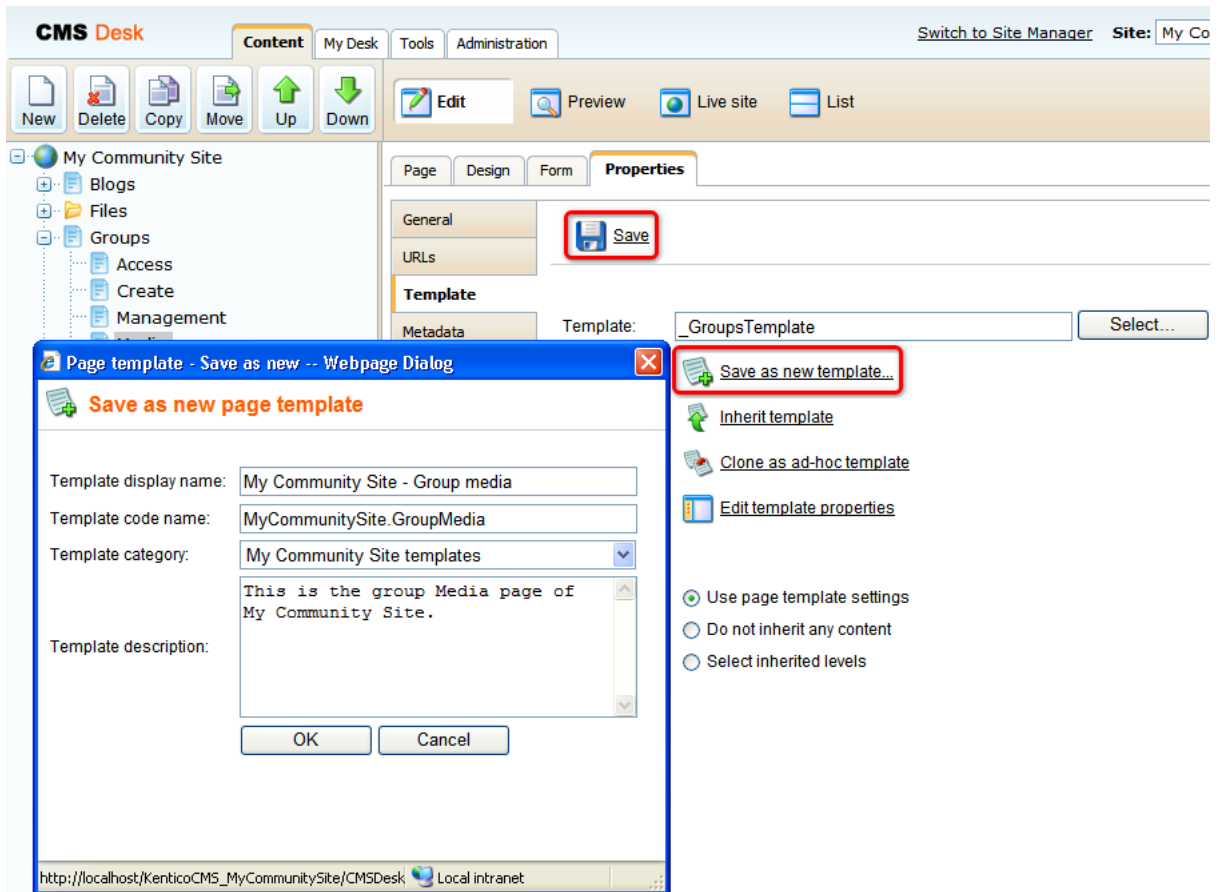 CMS Desk
Content
My Desk
Tools
Administration
Switch to Site Manager
Site: My Co
New
Delete
Copy
Move
Up
Down
Edit
Preview
Live site
List
My Community Site
Blogs
Files
Groups
Access
Create
Management
Page
Design
Form
Properties
General
URLs
Template
Metadata
Save
Template: _GroupsTemplate
Select...
Save as new template...
Inherit template
Clone as ad-hoc template
Edit template properties
Use page template settings
Do not inherit any content
Select inherited levels
Page template - Save as new -- Webpage Dialog
Save as new page template
Template display name: My Community Site - Group media
Template code name: MyCommunitySite.GroupMedia
Template category: My Community Site templates
Template description:
This is the group Media page of
My Community Site.
OK
Cancel
http://localhost/KenticoCMS_MyCommunitySite/CMSDesk
Local intranet